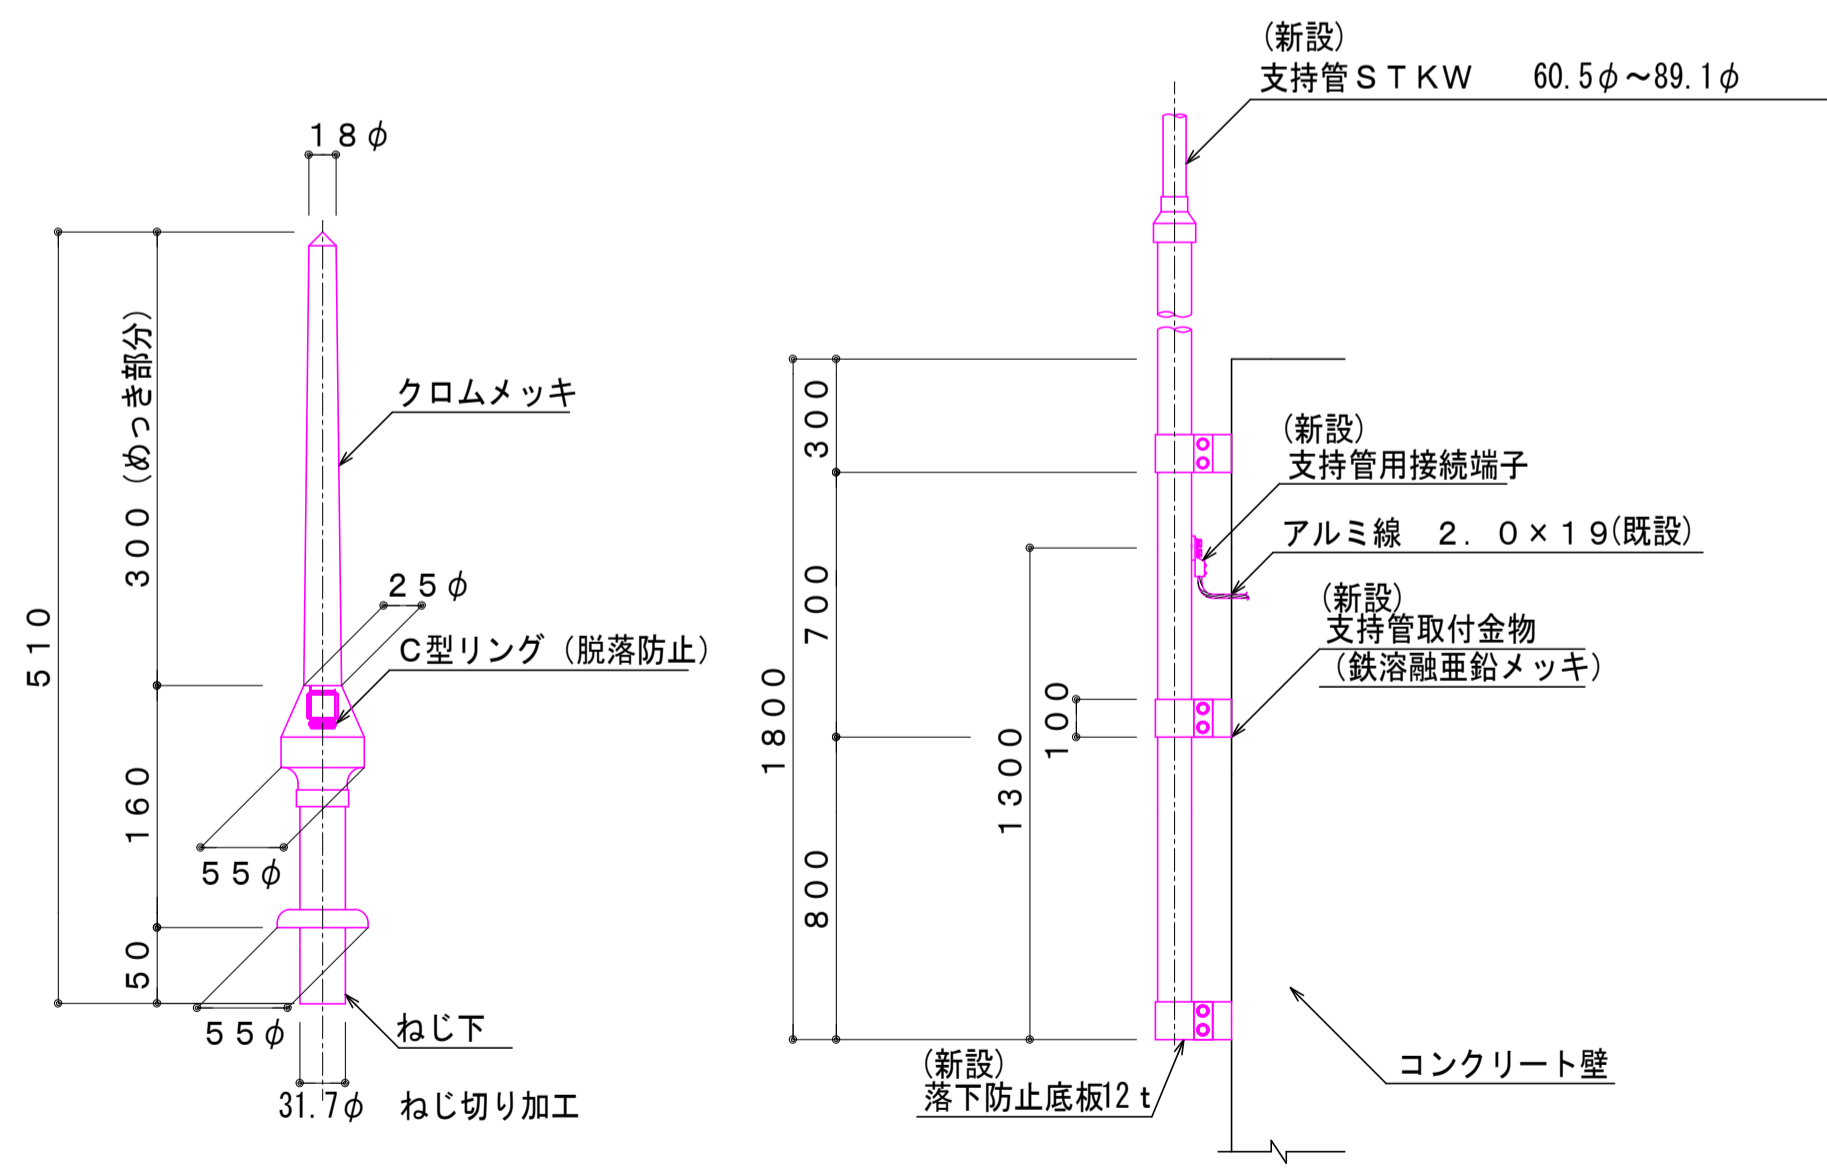 18φ
510
300(めっき部分)
160
50
クロムメッキ
25φ
C型リング(脱落防止)
55φ
55φ
ねじ下
31.7φ ねじ切り加工
(新設)
支持管STKW 60.5φ~89.1φ
1800
300
700
800
1300
100
(新設)
支持管用接続端子
アルミ線 2.0×19(既設)
(新設)
支持管取付金物
(鉄溶融亜鉛メッキ)
(新設)
落下防止底板12t
コンクリート壁